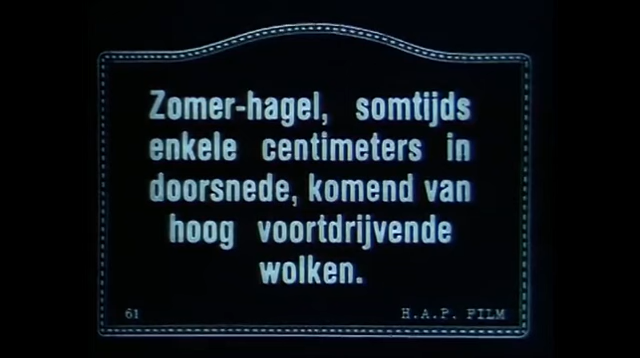 Zomer-hagel, somtijds
enkele centimeters in
doorsnede, komend van
hoog voortdrijvende
wolken.
61 H.A.P. FILM